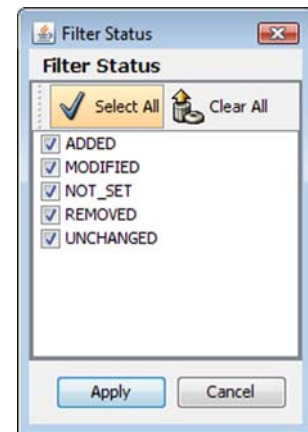 Filter Status
Filter Status
Select All Clear All
ADDED
MODIFIED
NOT_SET
REMOVED
UNCHANGED
Apply Cancel